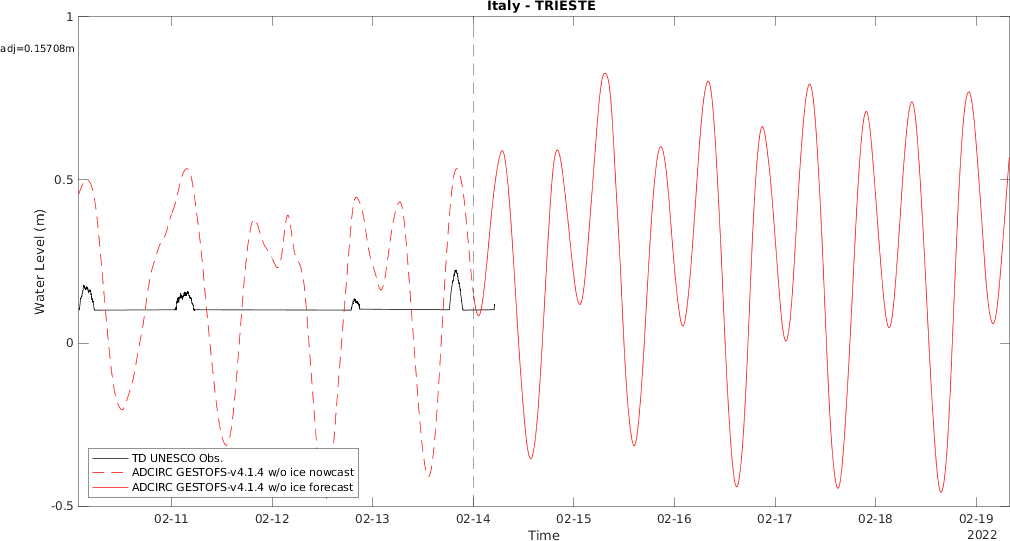 Italy - TRIESTE
adj=0.15708m
Water Level (m)
1
0.5
0
-0.5
TD UNESCO Obs.
ADCIRC GESTOFS-v4.1.4 w/o ice nowcast
ADCIRC GESTOFS-v4.1.4 w/o ice forecast
02-11 02-12 02-13 02-14 02-15 02-16 02-17 02-18 02-19
Time
2022